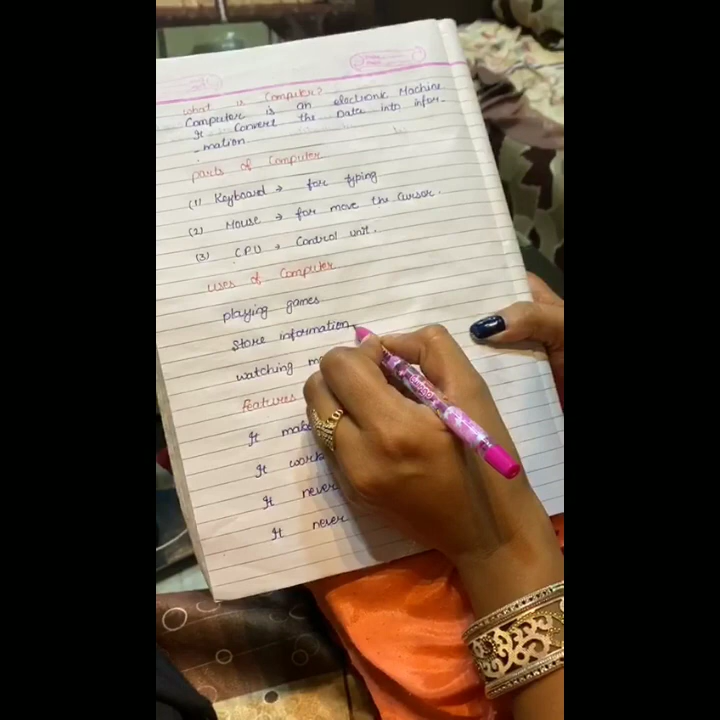 What is Computer?
Computer is an electronic Machine
It Convert the Data into infor-
-mation
parts of Computer
(1) Keyboard → for typing
(2) Mouse → for move the Cursor.
(3) CPU → Control unit.
uses of Computer
playing games
Store information
watching
Features
It
It work
It never
It never